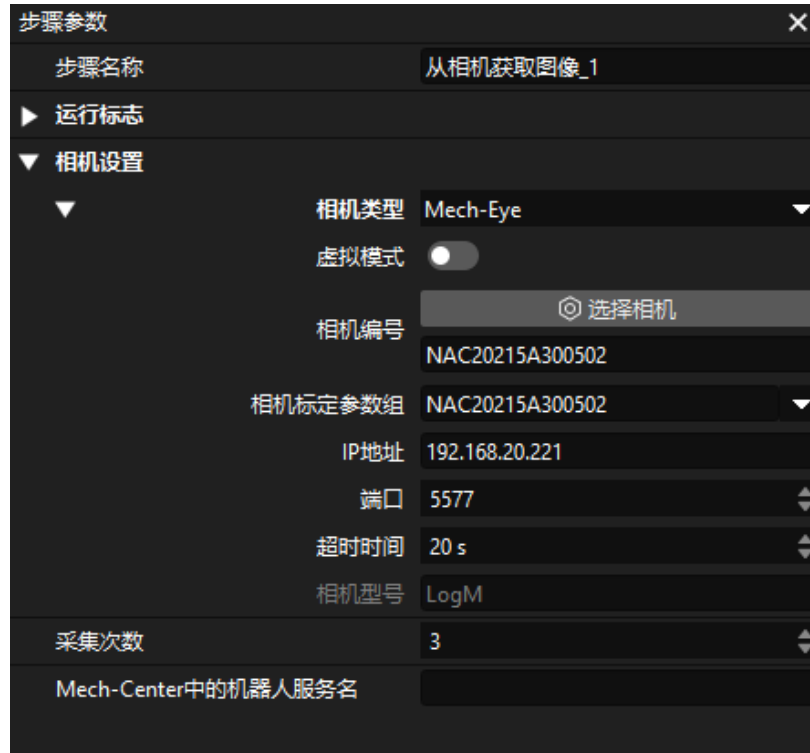 步骤参数
步骤名称 从相机获取图像_1
运行标志
相机设置
相机类型 Mech-Eye
虚拟模式
选择相机
相机编号
NAC20215A300502
相机标定参数组 NAC20215A300502
IP地址 192.168.20.221
端口 5577
超时时间 20 s
相机型号 LogM
采集次数 3
Mech-Center中的机器人服务名